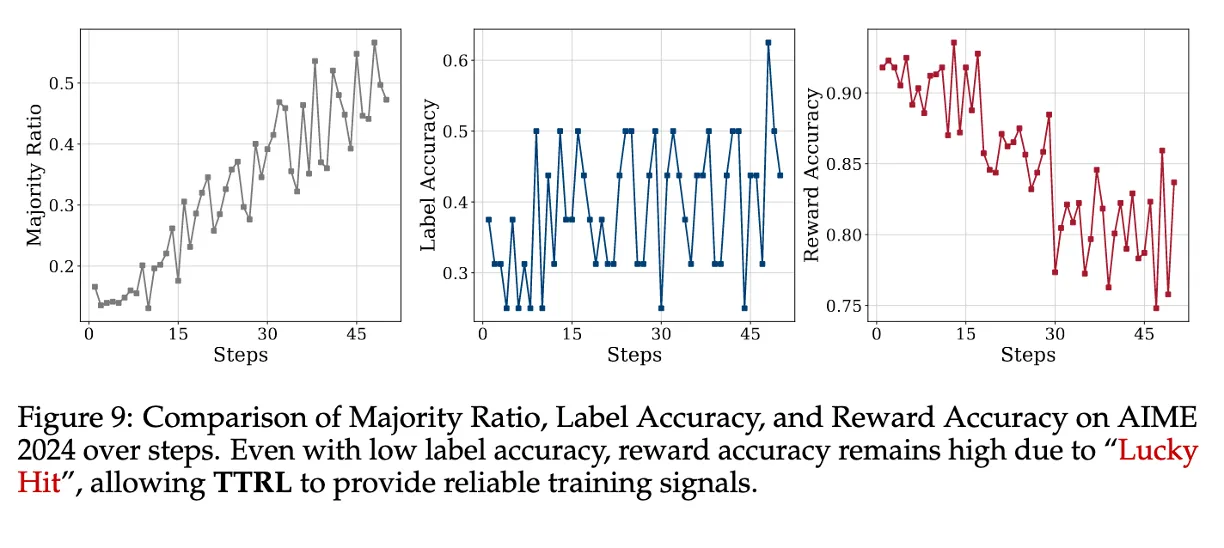 Majority Ratio
0.5
0.4
0.3
0.2
0
15
30
45
Steps
Label Accuracy
0.6
0.5
0.4
0.3
0
15
30
45
Steps
Reward Accuracy
0.90
0.85
0.80
0.75
0
15
30
45
Steps
Figure 9: Comparison of Majority Ratio, Label Accuracy, and Reward Accuracy on AIME
2024 over steps. Even with low label accuracy, reward accuracy remains high due to “Lucky
Hit”, allowing TTRL to provide reliable training signals.